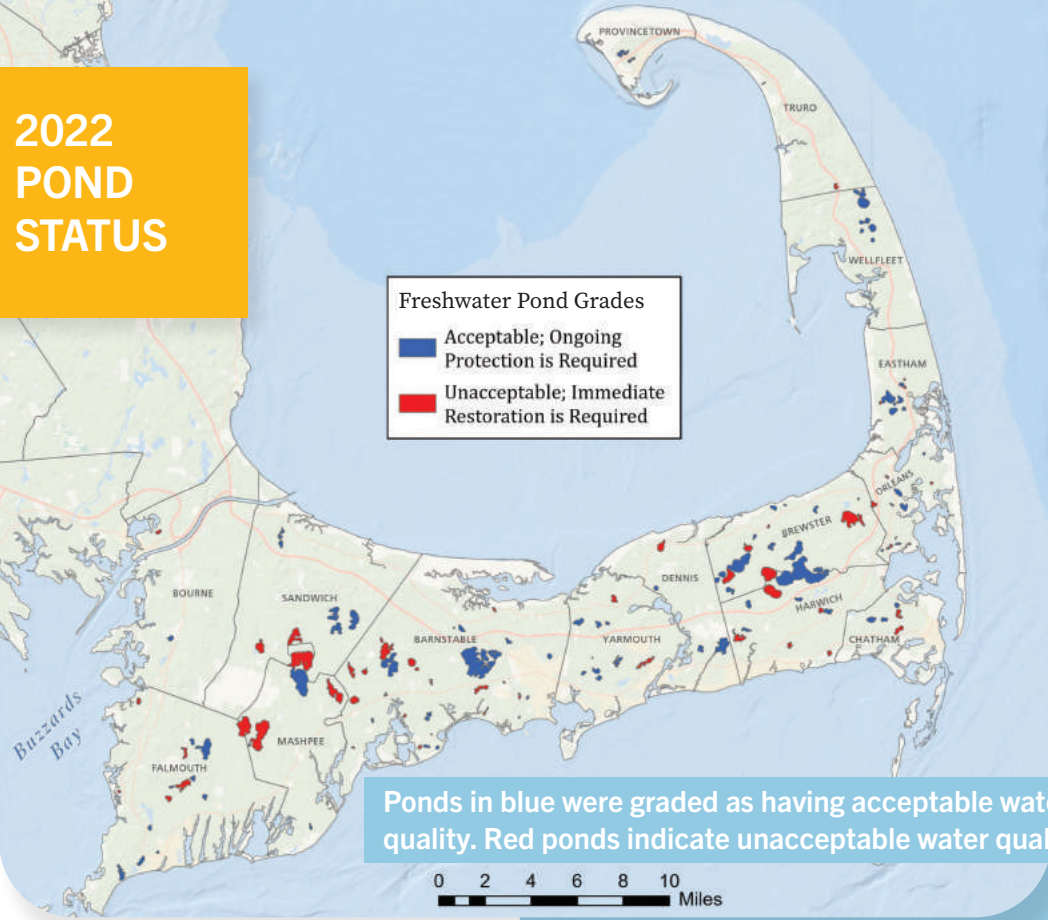 2022
POND
STATUS
PROVINCETOWN
TRURO
WELLFLEET
EASTHAM
ORLEANS
BREWSTER
DENNIS
HARWICH
CHATHAM
YARMOUTH
BARNSTABLE
SANDWICH
BOURNE
MASHPEE
FALMOUTH
Buzzards
Bay
Freshwater Pond Grades
Acceptable; Ongoing
Protection is Required
Unacceptable; Immediate
Restoration is Required
Ponds in blue were graded as having acceptable wat
quality. Red ponds indicate unacceptable water qual
0 2 4 6 8 10
Miles